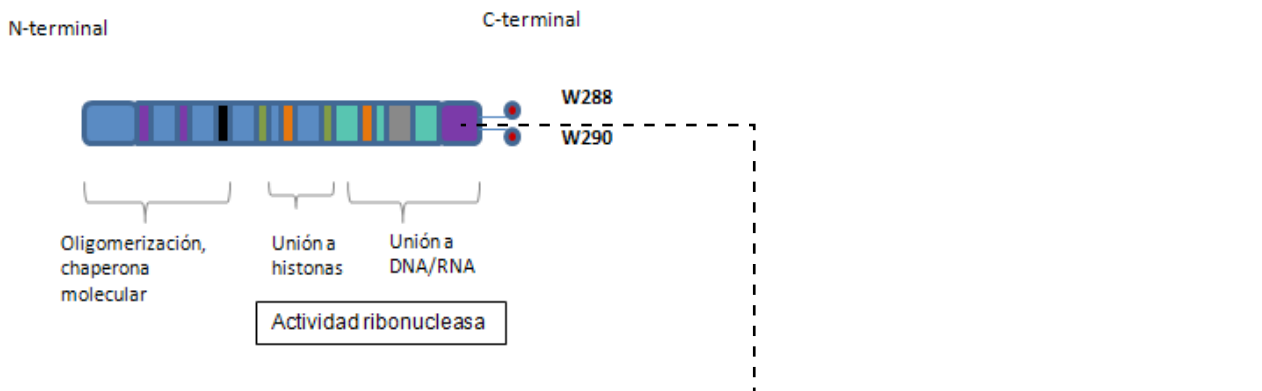 N-terminal
C-terminal
W288
W290
Oligomerización,
chaperona
molecular
Unión a
histonas
Unión a
DNA/RNA
Actividad ribonucleasa